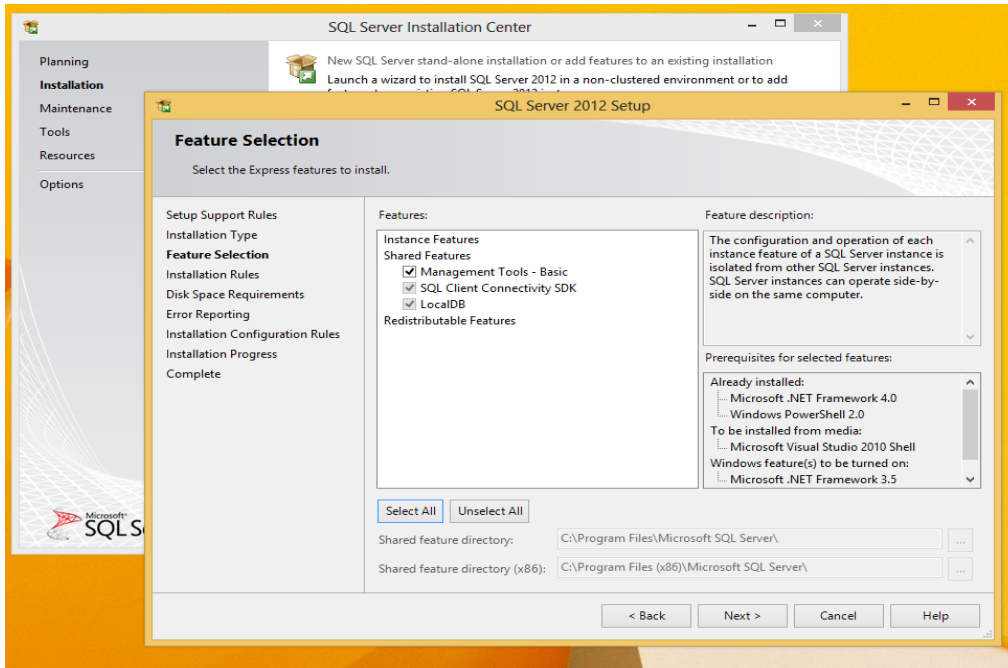 SQL Server Installation Center
Planning
Installation
Maintenance
Tools
Resources
Options
New SQL Server stand-alone installation or add features to an existing installation
Launch a wizard to install SQL Server 2012 in a non-clustered environment or to add
Microsoft
SQL Se
SQL Server 2012 Setup
Feature Selection
Select the Express features to install.
Setup Support Rules
Installation Type
Feature Selection
Installation Rules
Disk Space Requirements
Error Reporting
Installation Configuration Rules
Installation Progress
Complete
Features:
Instance Features
Shared Features
Management Tools - Basic
SQL Client Connectivity SDK
LocalDB
Redistributable Features
Feature description:
The configuration and operation of each
instance feature of a SQL Server instance is
isolated from other SQL Server instances.
SQL Server instances can operate side-by-
side on the same computer.
Prerequisites for selected features:
Already installed:
Microsoft .NET Framework 4.0
Windows PowerShell 2.0
To be installed from media:
Microsoft Visual Studio 2010 Shell
Windows feature(s) to be turned on:
Microsoft .NET Framework 3.5
Select All
Unselect All
Shared feature directory:
C:\Program Files\Microsoft SQL Server\
...
Shared feature directory (x86):
C:\Program Files (x86)\Microsoft SQL Server\
...
< Back
Next >
Cancel
Help